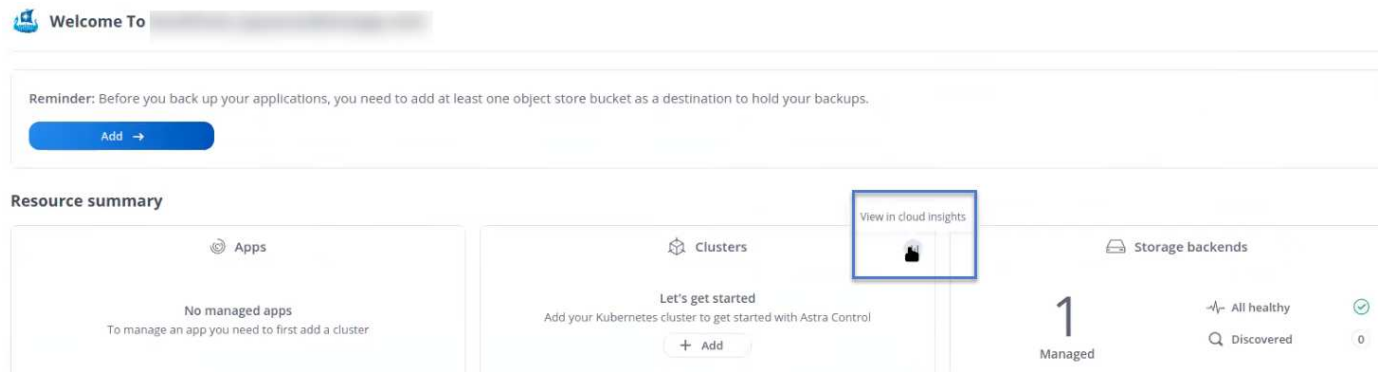 Welcome To
Reminder: Before you back up your applications, you need to add at least one object store bucket as a destination to hold your backups.
Add →
Resource summary
View in cloud insights
Apps
Clusters
Storage backends
No managed apps
To manage an app you need to first add a cluster
Let's get started
Add your Kubernetes cluster to get started with Astra Control
+ Add
1
Managed
All healthy
Discovered 0